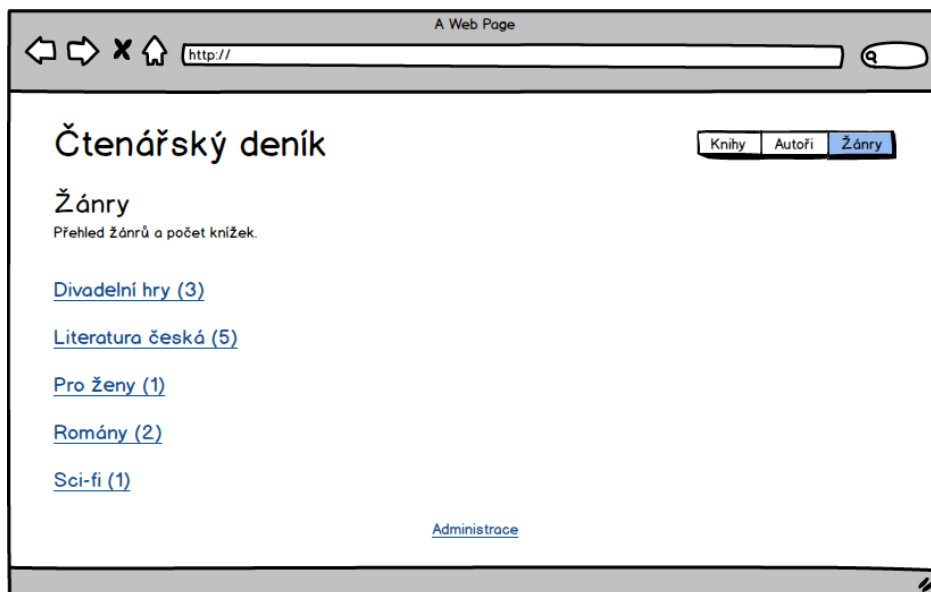 A Web Page
http://
Čtenářský deník
Knihy Autoři Žánry
Žánry
Přehled žánrů a počet knížek.
Divadelní hry (3)
Literatura česká (5)
Pro ženy (1)
Romány (2)
Sci-fi (1)
Administrace